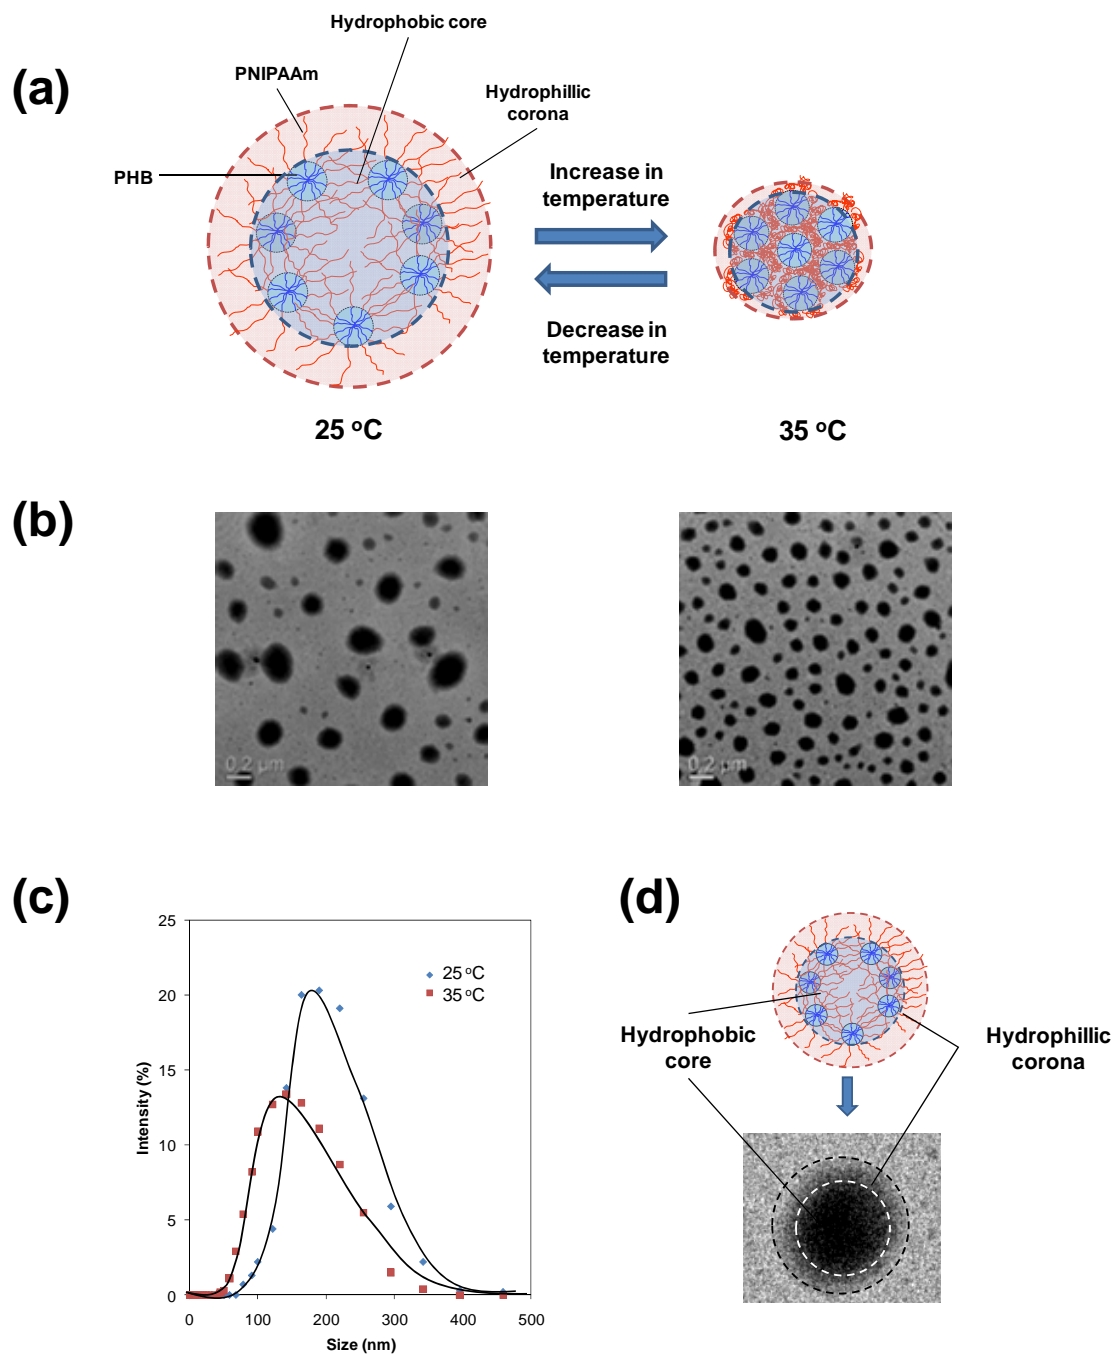 (a)
Hydrophobic core
PNIPAAm
Hydrophillic
corona
PHB
Increase in
temperature
Decrease in
temperature
25 °C
35 °C
(b)
0.2 µm
0.2 µm
(c)
25
20
15
10
5
0
Intensity (%)
25 °C
35 °C
0
100
200
300
400
500
Size (nm)
(d)
Hydrophobic
core
Hydrophillic
corona